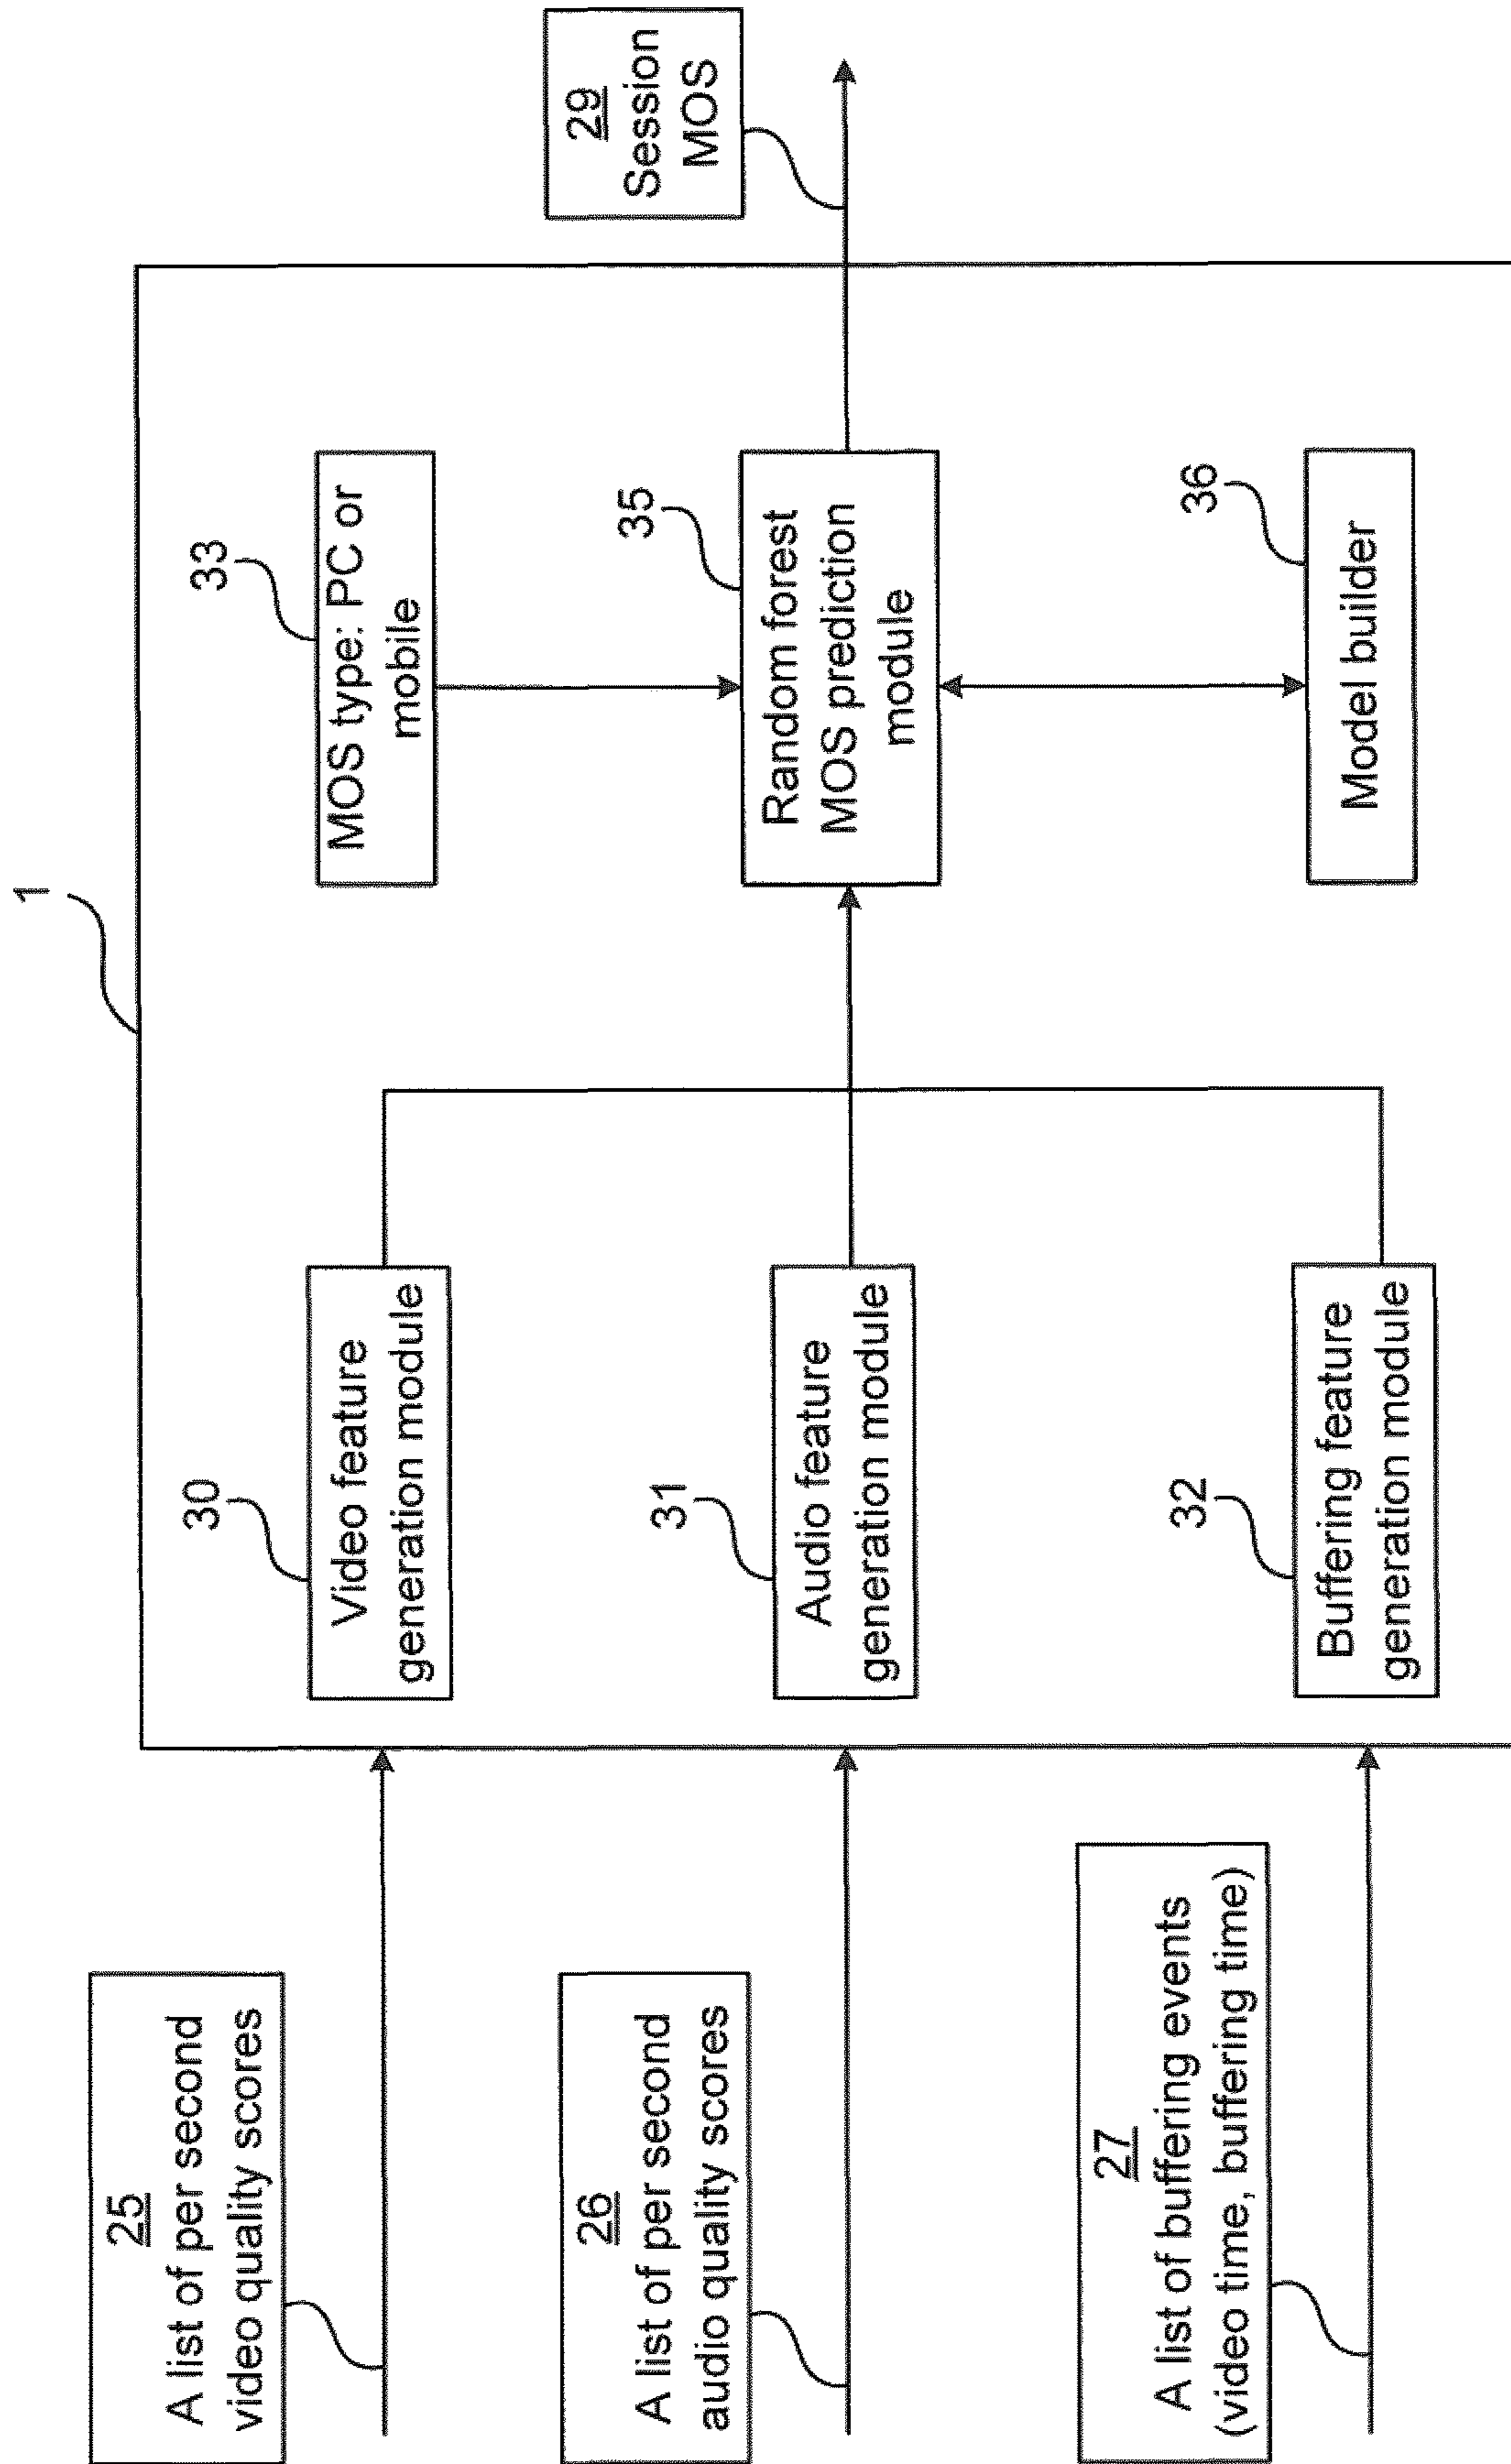 1
25
A list of per second
video quality scores
26
A list of per second
audio quality scores
27
A list of buffering events
(video time, buffering time)
30
Video feature
generation module
31
Audio feature
generation module
32
Buffering feature
generation module
33
MOS type: PC or
mobile
35
Random forest
MOS prediction
module
36
Model builder
29
Session
MOS